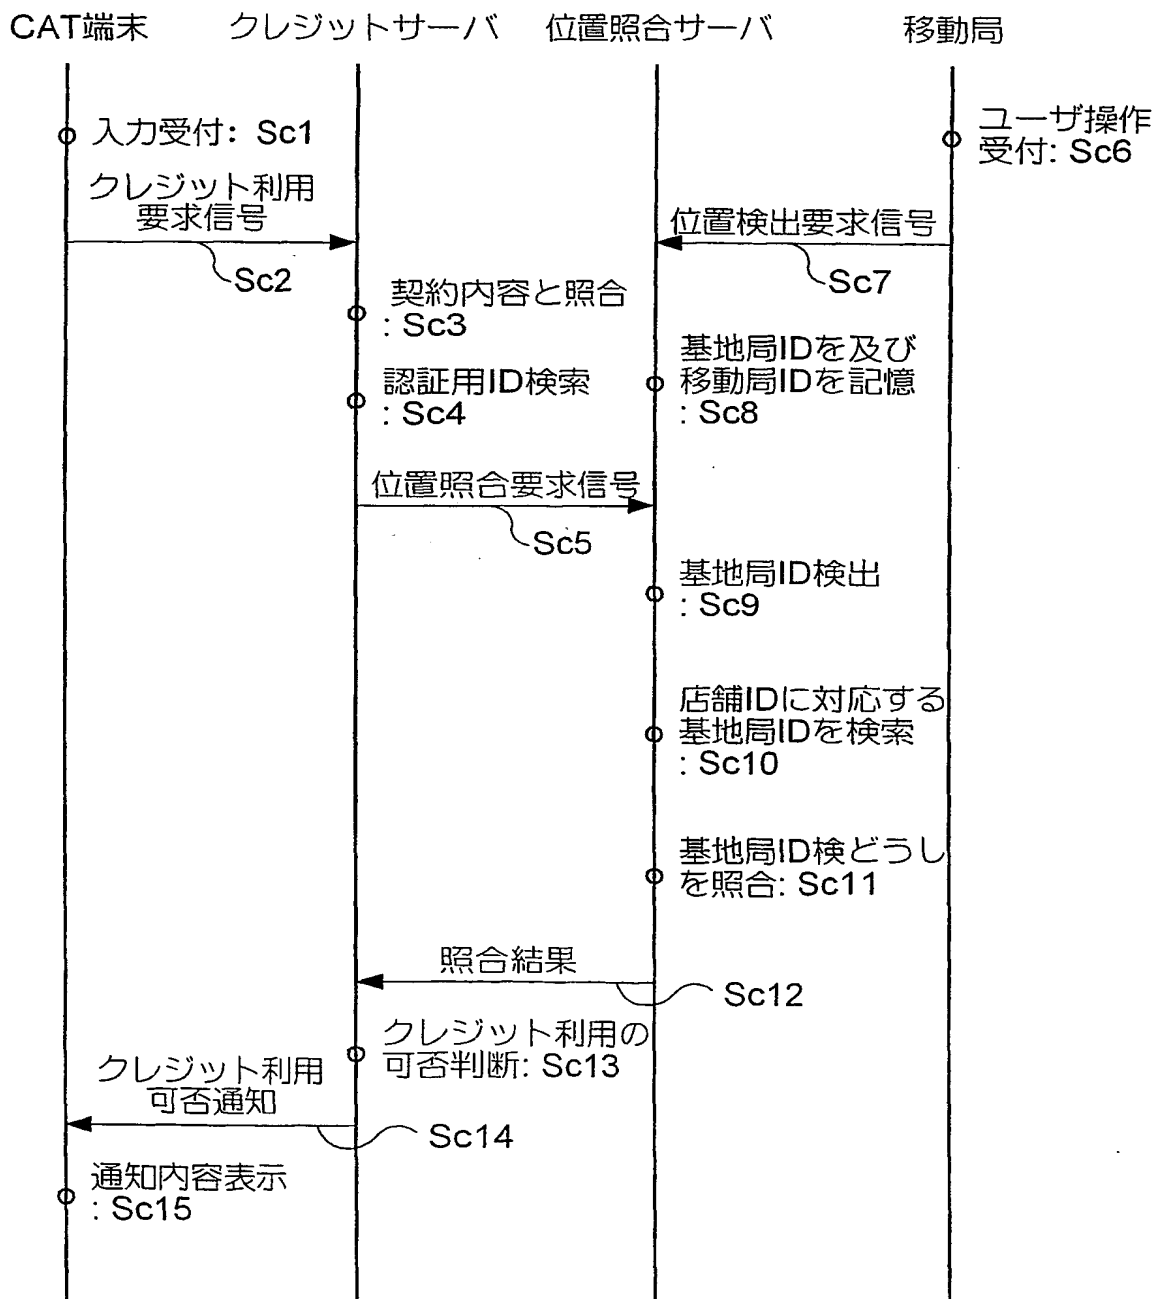 CAT端末
クレジットサーバ
位置照合サーバ
移動局
入力受付: Sc1
ユーザ操作
受付: Sc6
クレジット利用
要求信号
Sc2
位置検出要求信号
Sc7
契約内容と照合
: Sc3
基地局IDを及び
移動局IDを記憶
: Sc8
認証用ID検索
: Sc4
位置照合要求信号
Sc5
基地局ID検出
: Sc9
店舗IDに対応する
基地局IDを検索
: Sc10
基地局ID検どうし
を照合: Sc11
照合結果
Sc12
クレジット利用の
可否判断: Sc13
クレジット利用
可否通知
Sc14
通知内容表示
: Sc15